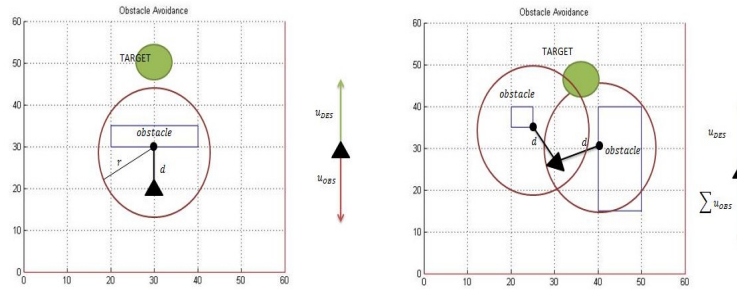 Obstacle Avoidance
60
50
40
30
20
10
0
0 10 20 30 40 50 60
TARGET
obstacle
r
d
u_DES
u_OBS
Obstacle Avoidance
60
50
40
30
20
10
0
0 10 20 30 40 50 60
TARGET
obstacle
d
d
obstacle
u_DES
∑ u_OBS